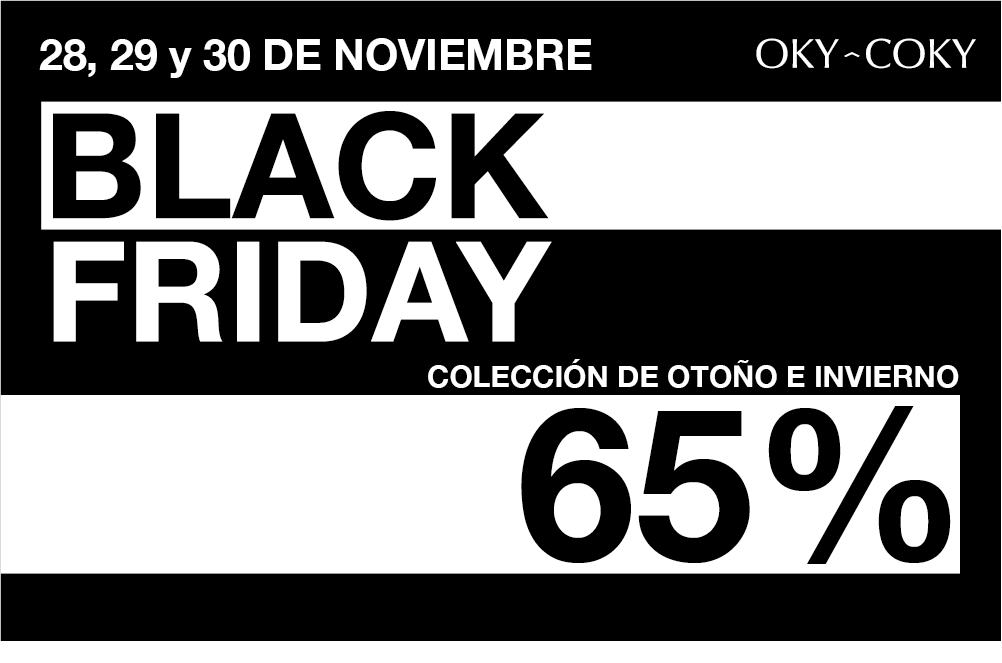 28, 29 y 30 DE NOVIEMBRE
OKY^COKY
BLACK
FRIDAY
COLECCIÓN DE OTOÑO E INVIERNO
65%